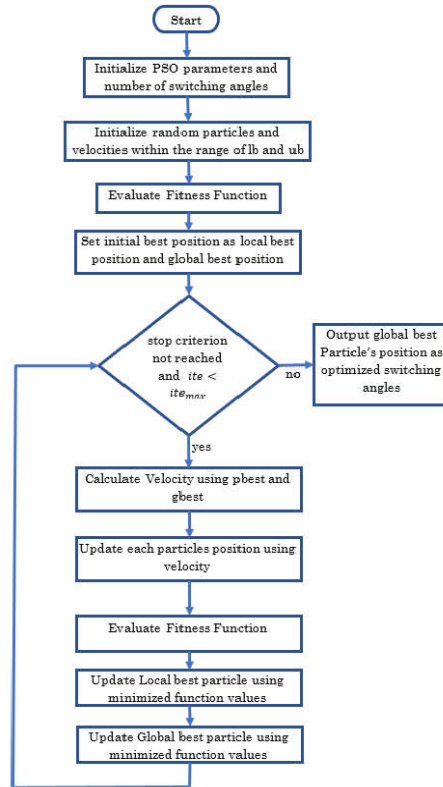 Start
Initialize PSO parameters and
number of switching angles
Initialize random particles and
velocities within the range of lb and ub
Evaluate Fitness Function
Set initial best position as local best
position and global best position
stop criterion
not reached
and ite <
ite_max
no
Output global best
Particle's position as
optimized switching
angles
yes
Calculate Velocity using pbest and
gbest
Update each particles position using
velocity
Evaluate Fitness Function
Update Local best particle using
minimized function values
Update Global best particle using
minimized function values